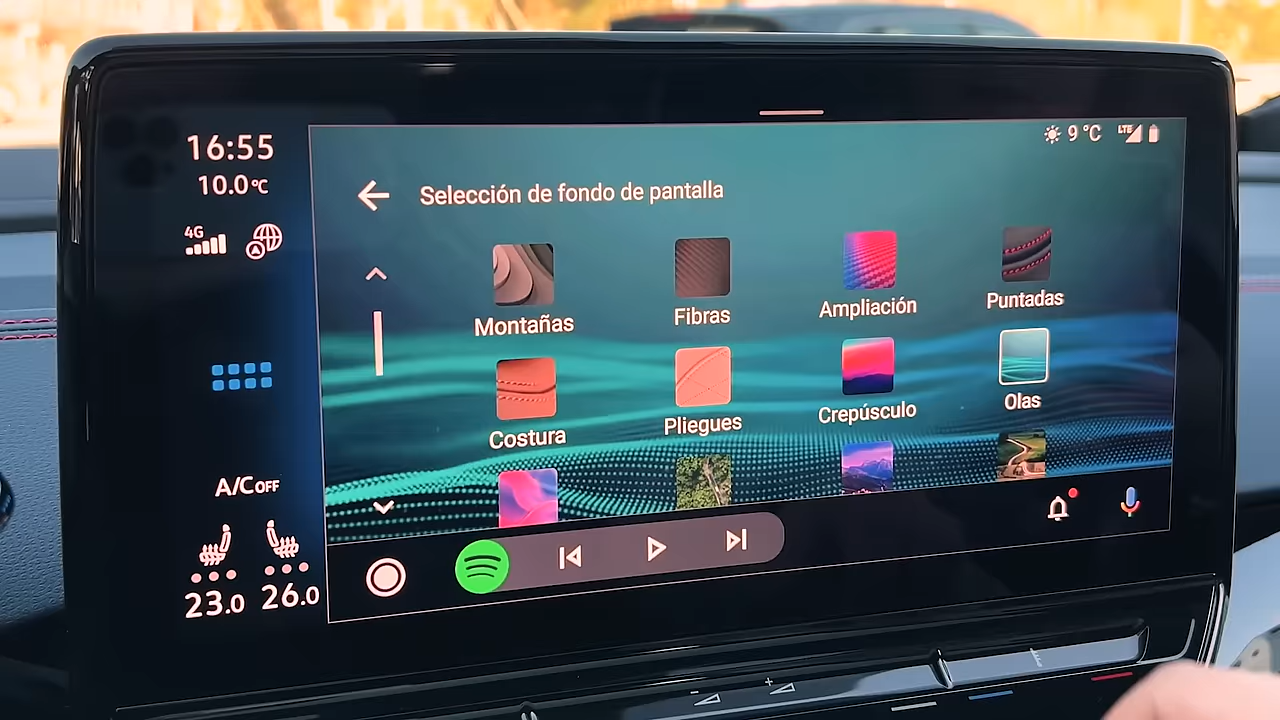 16:55
10.0°C
4G
A
A/C OFF
23.0
26.0
9 °C
LTE
Selección de fondo de pantalla
Montañas
Fibras
Ampliación
Puntadas
Costura
Pliegues
Crepúsculo
Olas
- +